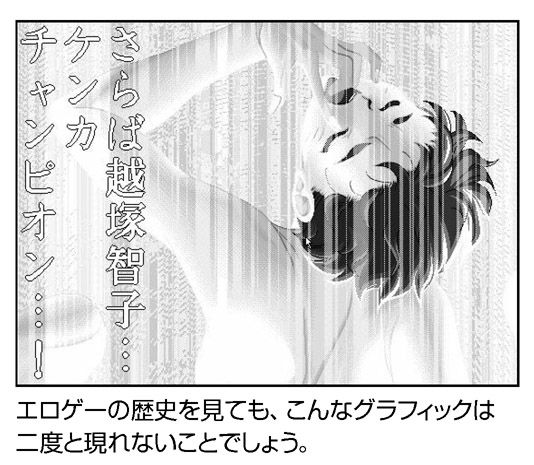 さらば越塚智子…
ケンカ
チャンピオン…!
エロゲーの歴史を見ても、こんなグラフィックは
二度と現れないことでしょう。